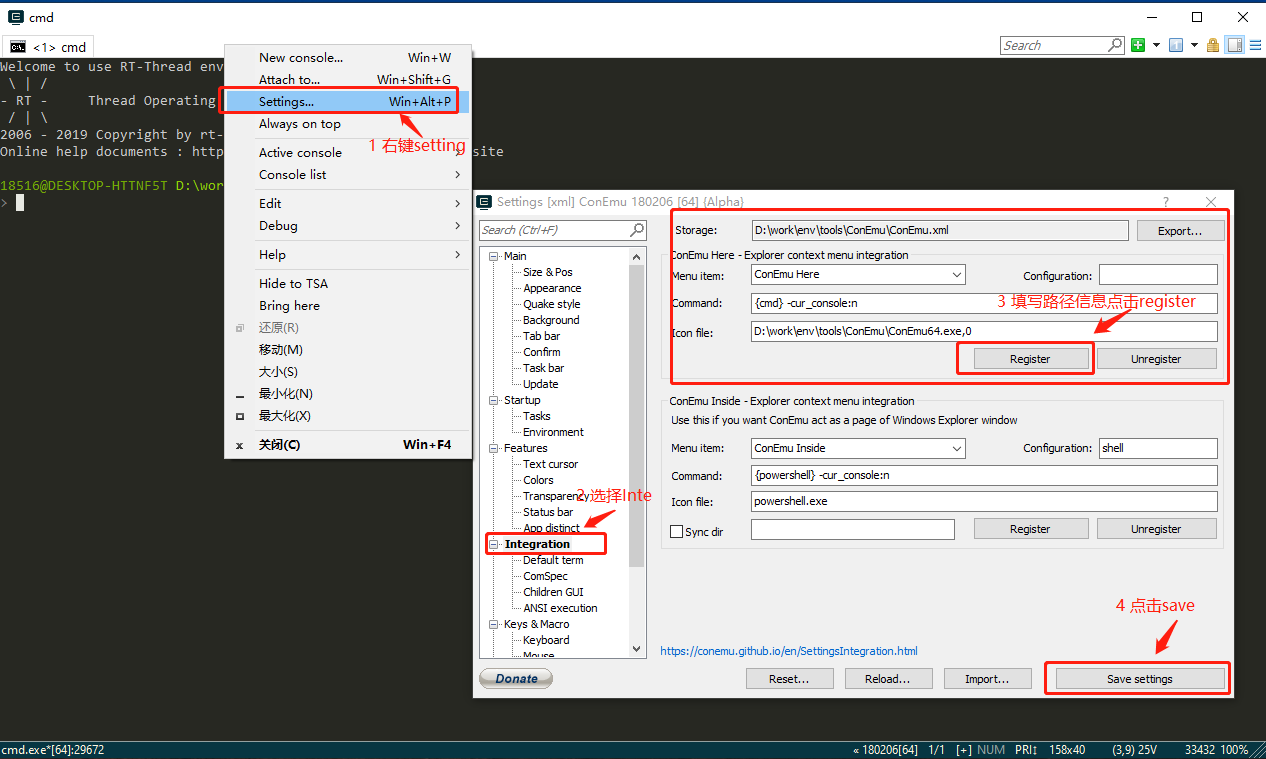 cmd
<1> cmd
Search
Welcome to use RT-Thread env
\ | /
- RT -     Thread Operating
/ | \
2006 - 2019 Copyright by rt-
Online help documents : http
site
18516@DESKTOP-HTTNF5T D:\wor
>
New console... Win+W
Attach to... Win+Shift+G
Settings... Win+Alt+P
Always on top
1 右键setting
Active console
Console list
Edit
Debug
Help
Hide to TSA
Bring here
还原(R)
移动(M)
大小(S)
最小化(N)
最大化(X)
关闭(C) Win+F4
Settings [xml] ConEmu 180206 [64] {Alpha}
Search (Ctrl+F)
Main
Size & Pos
Appearance
Quake style
Background
Tab bar
Confirm
Task bar
Update
Startup
Tasks
Environment
Features
Text cursor
Colors
Transparency
2 选择Inte
Status bar
App distinct
Integration
Default term
ComSpec
Children GUI
ANSI execution
Keys & Macro
Keyboard
Mouse
Storage: D:\work\env\tools\ConEmu\ConEmu.xml Export...
ConEmu Here - Explorer context menu integration
Menu item: ConEmu Here Configuration:
Command: {cmd} -cur_console:n
3 填写路径信息点击register
Icon file: D:\work\env\tools\ConEmu\ConEmu64.exe,0
Register Unregister
ConEmu Inside - Explorer context menu integration
Use this if you want ConEmu act as a page of Windows Explorer window
Menu item: ConEmu Inside Configuration: shell
Command: {powershell} -cur_console:n
Icon file: powershell.exe
Sync dir Register Unregister
4 点击save
https://conemu.github.io/en/SettingsIntegration.html
Donate Reset... Reload... Import... Save settings
cmd.exe*[64]:29672 « 180206[64] 1/1 [+] NUM PRI↕ 158x40 (3,9) 25V 33432 100%